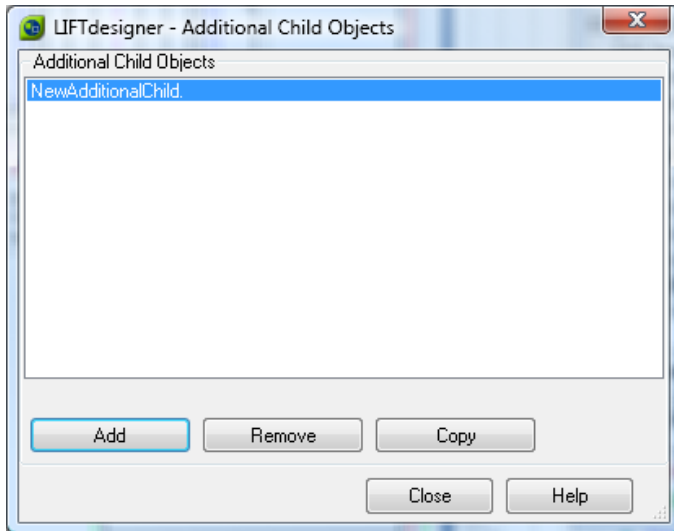 LIFTdesigner - Additional Child Objects
Additional Child Objects
NewAdditionalChild.
Add Remove Copy
Close Help